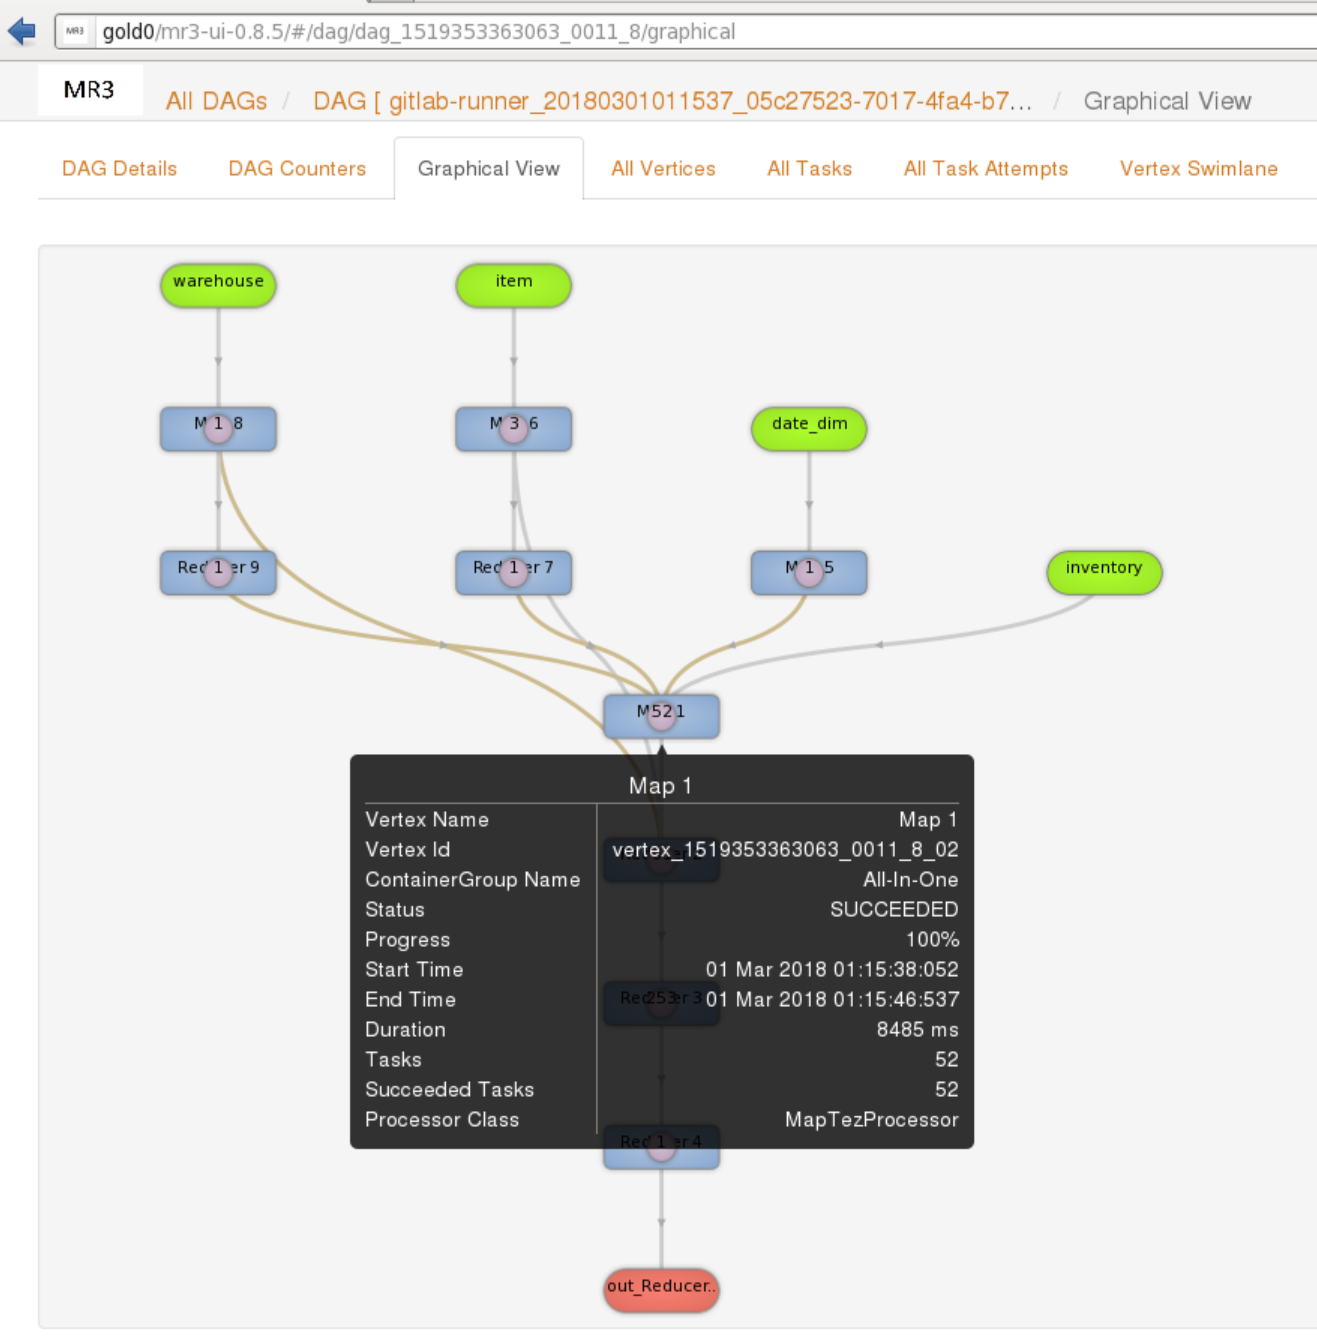 MR3 gold0/mr3-ui-0.8.5/#/dag/dag_1519353363063_0011_8/graphical
MR3 All DAGs / DAG [ gitlab-runner_20180301011537_05c27523-7017-4fa4-b7... / Graphical View
DAG Details DAG Counters Graphical View All Vertices All Tasks All Task Attempts Vertex Swimlane
warehouse item
M 1 8 M 3 6 date_dim
Red 1 er 9 Red 1 er 7 M 1 5 inventory
M 52 1
Map 1
Vertex Name Map 1
Vertex Id vertex_1519353363063_0011_8_02
ContainerGroup Name All-In-One
Status SUCCEEDED
Progress 100%
Start Time 01 Mar 2018 01:15:38:052
End Time Red 253 er 3 01 Mar 2018 01:15:46:537
Duration 8485 ms
Tasks 52
Succeeded Tasks 52
Processor Class MapTezProcessor
Red 1 er 4
out_Reducer..